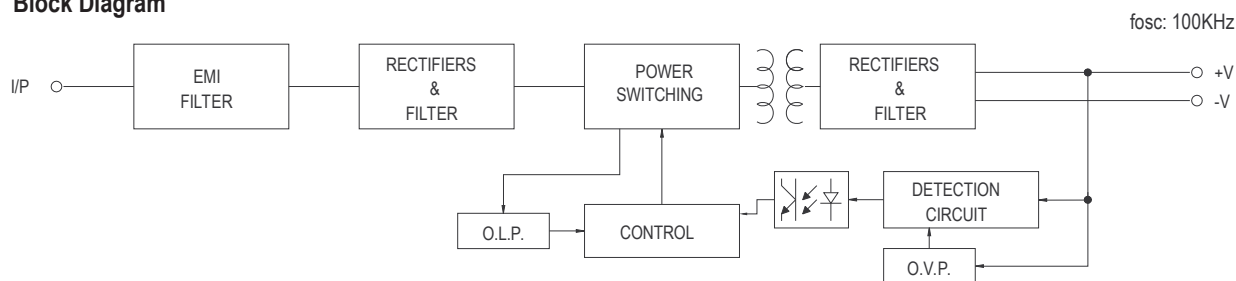 Block Diagram
fosc: 100KHz
I/P
EMI
FILTER
RECTIFIERS
&
FILTER
POWER
SWITCHING
RECTIFIERS
&
FILTER
+V
-V
O.L.P.
CONTROL
DETECTION
CIRCUIT
O.V.P.